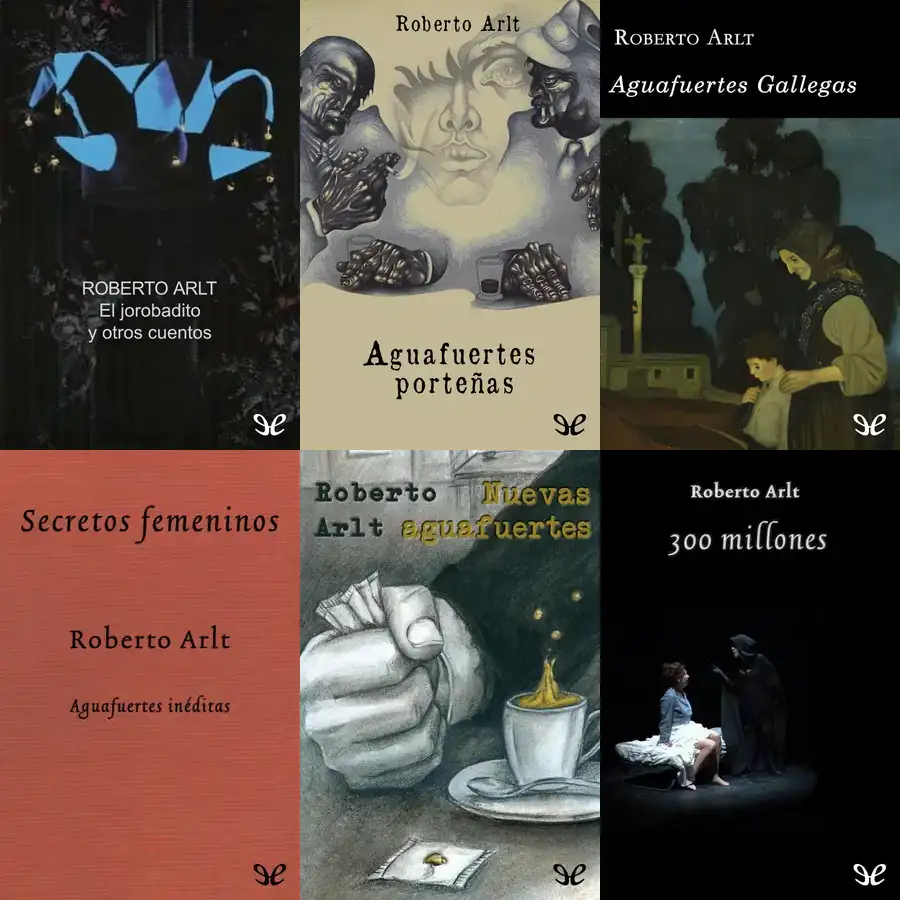 ROBERTO ARLT
El jorobadito
y otros cuentos
Roberto Arlt
Aguafuertes
porteñas
ROBERTO ARLT
Aguafuertes Gallegas
Secretos femeninos
Roberto Arlt
Aguafuertes inéditas
Roberto Nuevas
Arlt aguafuertes
Roberto Arlt
300 millones